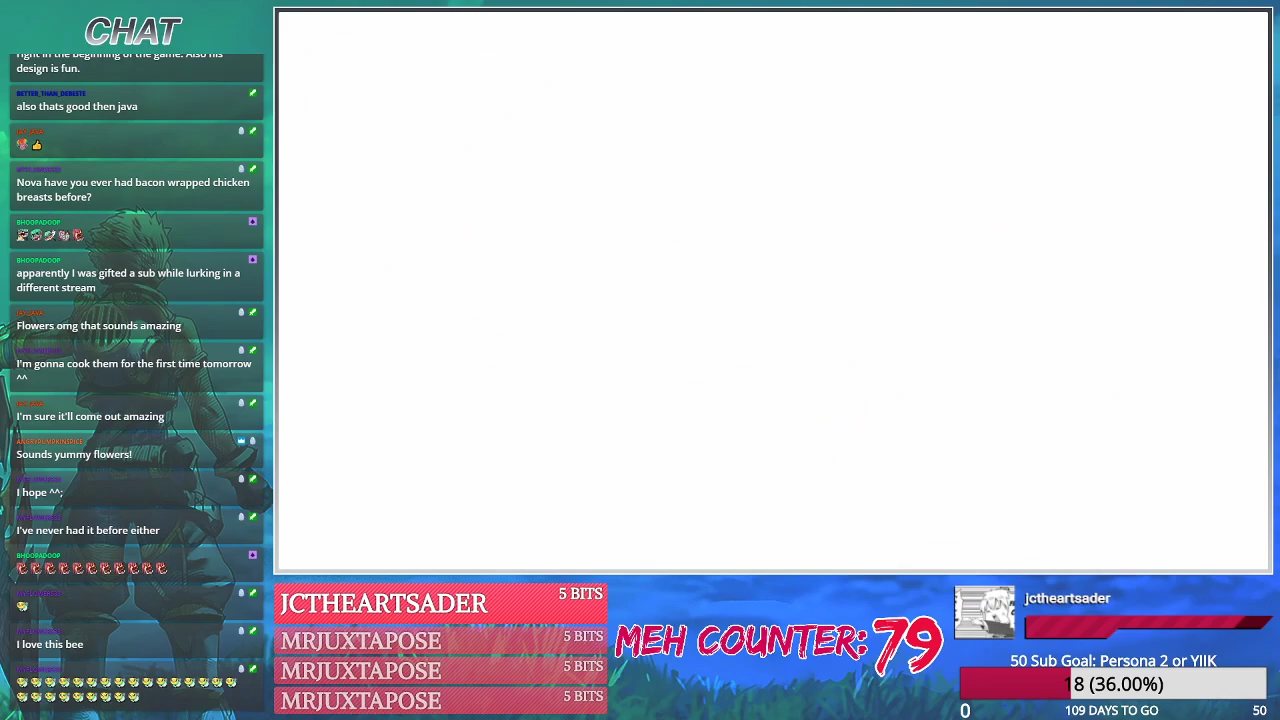 CHAT
right in the beginning of the game. Also his
design is fun.
BETTER_THAN_DEBESTE
also thats good then java
Nova have you ever had bacon wrapped chicken
breasts before?
BHOOPADOOP
BHOOPADOOP
apparently I was gifted a sub while lurking in a
different stream
Flowers omg that sounds amazing
I'm gonna cook them for the first time tomorrow
^^
I'm sure it'll come out amazing
ANGRYPUMPKINSPICE
Sounds yummy flowers!
I hope ^^;
I've never had it before either
BHOOPADOOP
I love this bee
JCTHEARTSADER 5 BITS
MRJUXTAPOSE 5 BITS
MRJUXTAPOSE 5 BITS
MRJUXTAPOSE 5 BITS
MEH COUNTER: 79
jctheartsader
50 Sub Goal: Persona 2 or YIIK
18 (36.00%)
0 109 DAYS TO GO 50